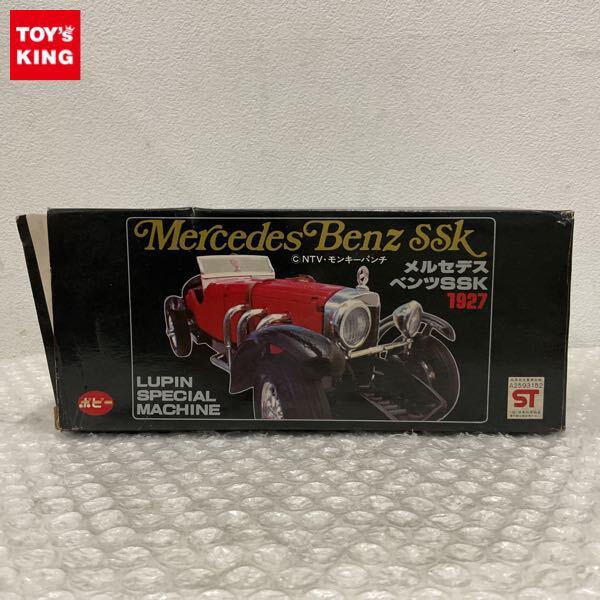 TOY's
KING
Mercedes Benz SSk
© NTV・モンキーパンチ
メルセデス
ベンツSSK
1927
LUPIN
SPECIAL
MACHINE
ポピー
A2593152
ST